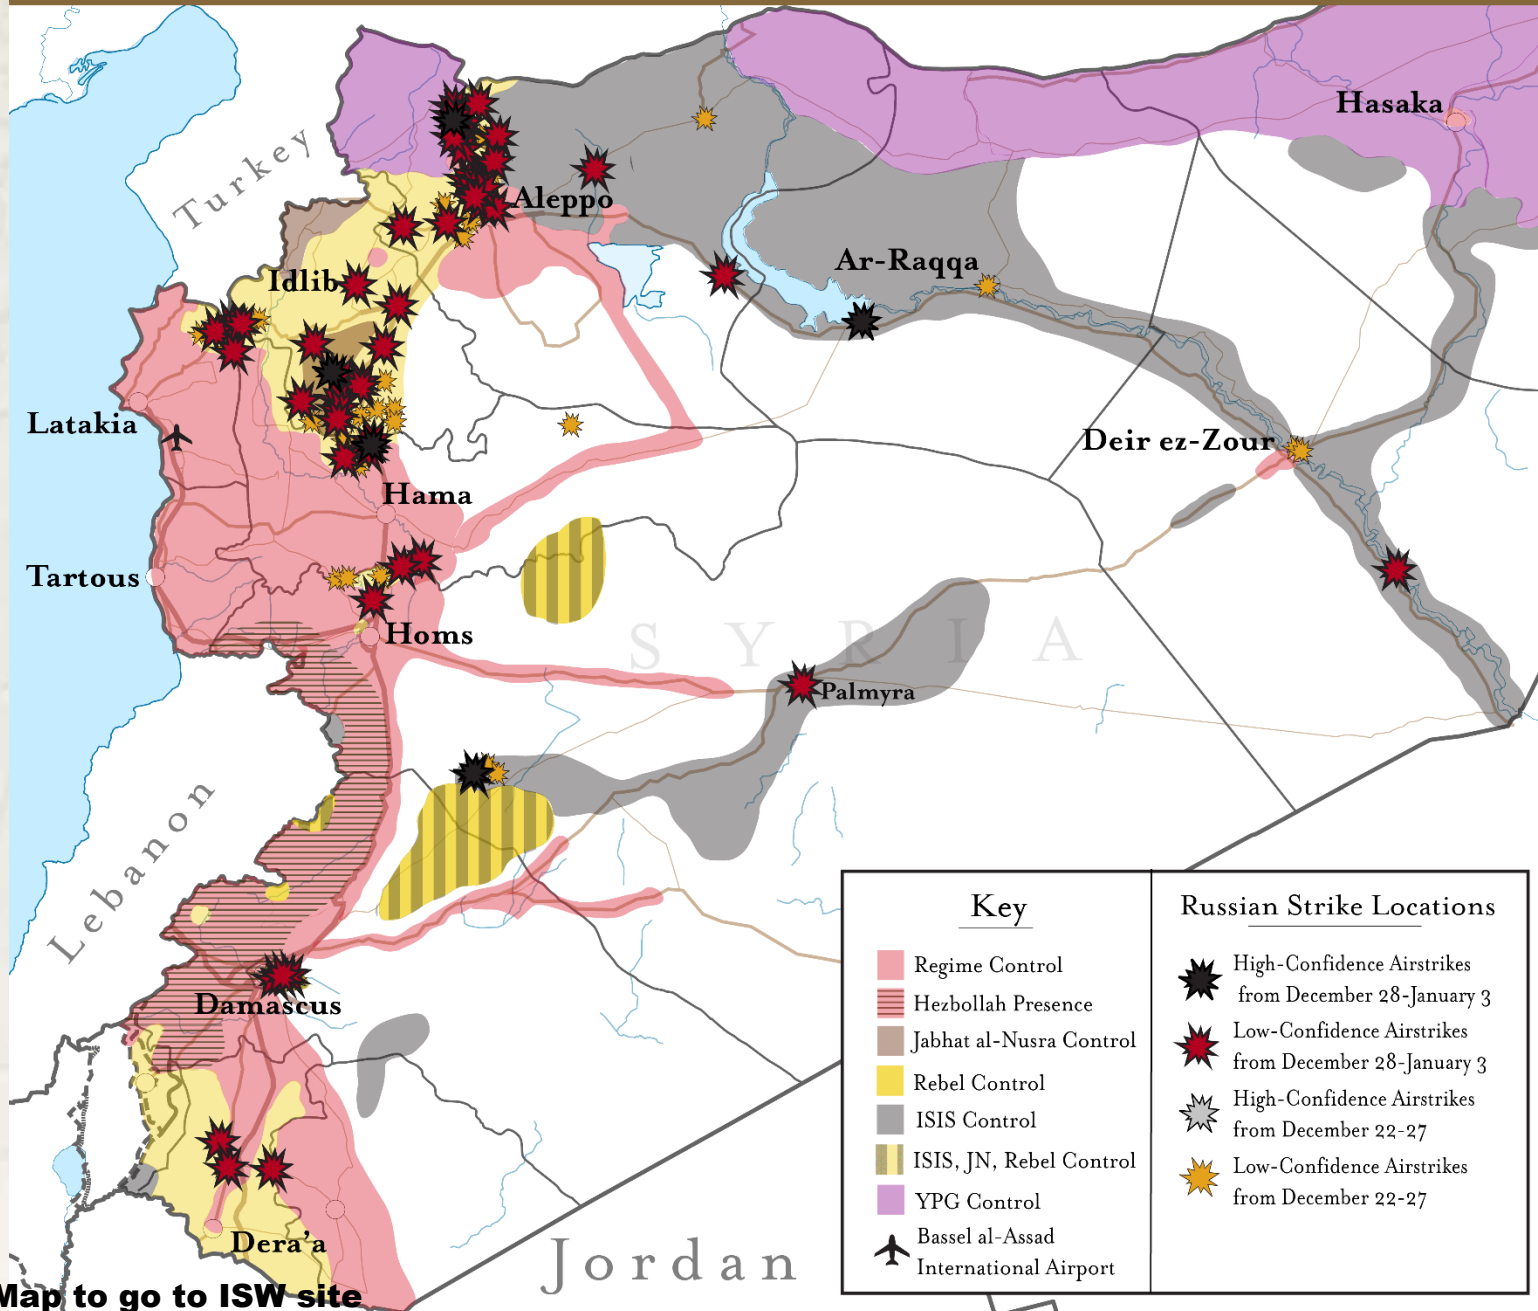 Turkey
Hasaka
Aleppo
Ar-Raqqa
Idlib
Latakia
Deir ez-Zour
Hama
Tartous
Homs
SYRIA
Palmyra
Lebanon
Damascus
Dera'a
Jordan
Map to go to ISW site
Key
Regime Control
Hezbollah Presence
Jabhat al-Nusra Control
Rebel Control
ISIS Control
ISIS, JN, Rebel Control
YPG Control
Bassel al-Assad
International Airport
Russian Strike Locations
High-Confidence Airstrikes
from December 28-January 3
Low-Confidence Airstrikes
from December 28-January 3
High-Confidence Airstrikes
from December 22-27
Low-Confidence Airstrikes
from December 22-27